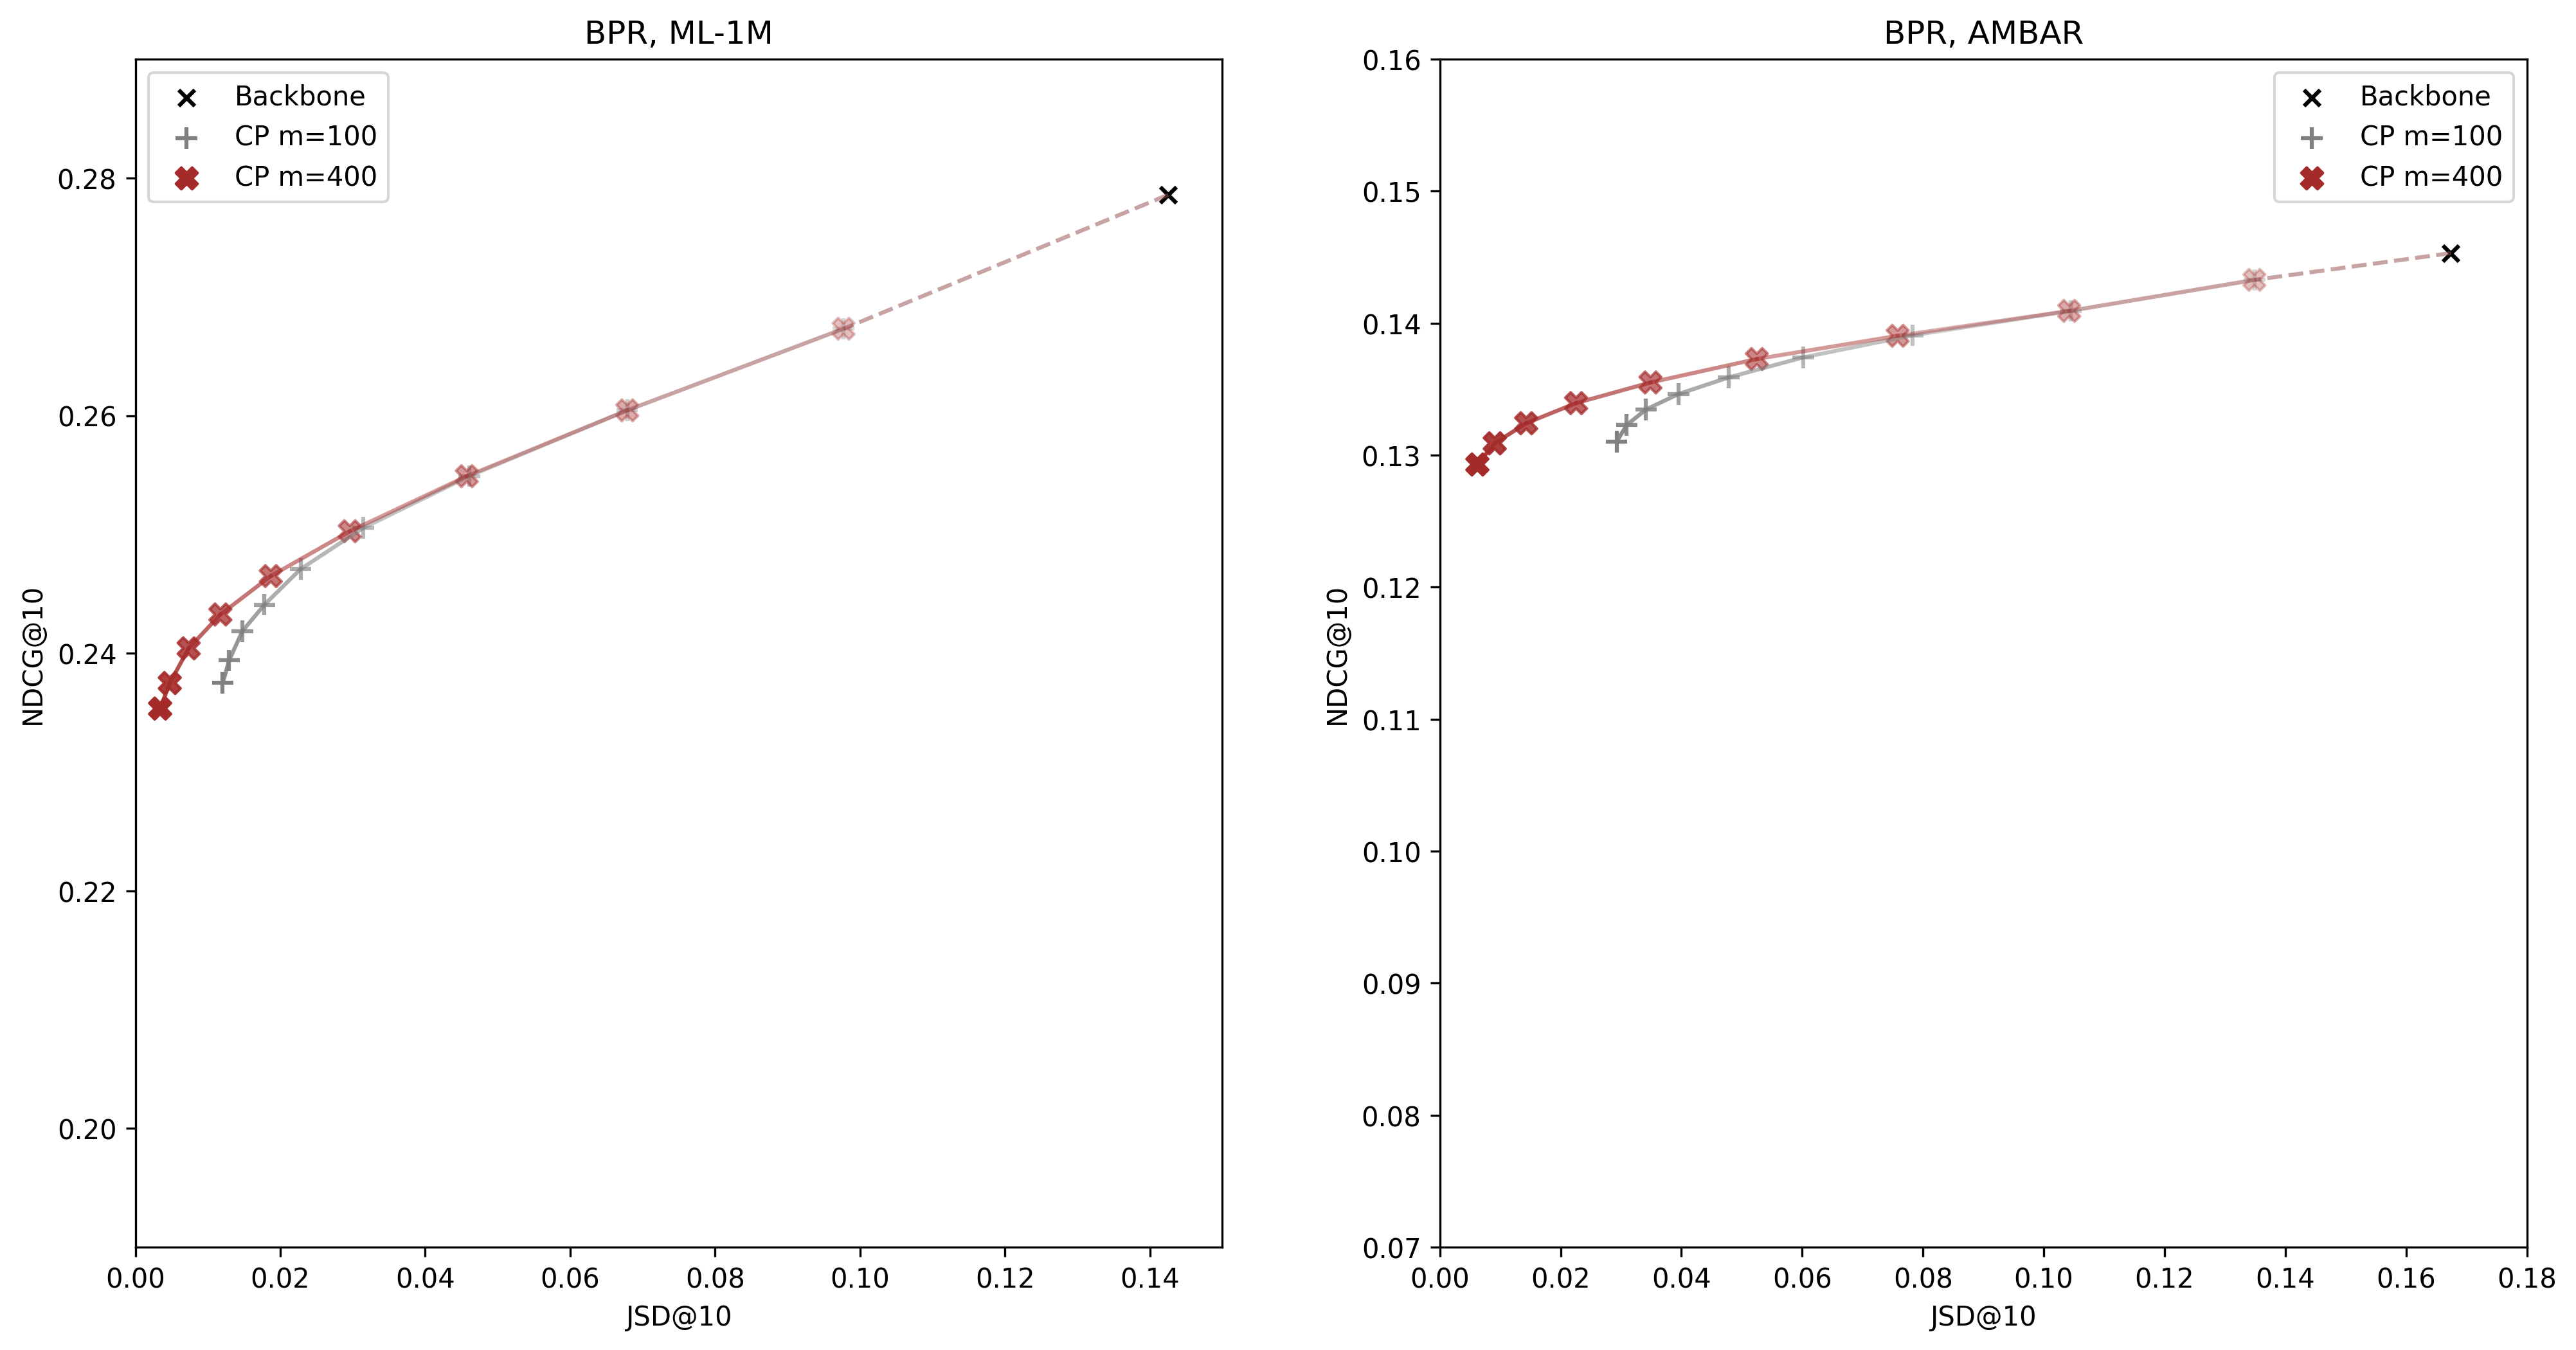 BPR, ML-1M
Backbone
CP m=100
CP m=400
NDCG@10
0.28
0.26
0.24
0.22
0.20
0.00 0.02 0.04 0.06 0.08 0.10 0.12 0.14
JSD@10
BPR, AMBAR
Backbone
CP m=100
CP m=400
NDCG@10
0.16
0.15
0.14
0.13
0.12
0.11
0.10
0.09
0.08
0.07
0.00 0.02 0.04 0.06 0.08 0.10 0.12 0.14 0.16 0.18
JSD@10